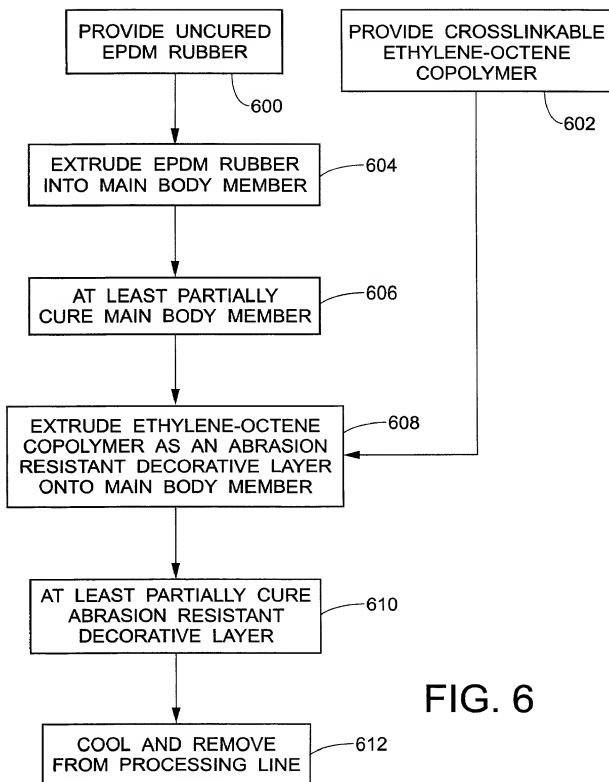 PROVIDE UNCURED
EPDM RUBBER
600
PROVIDE CROSSLINKABLE
ETHYLENE-OCTENE
COPOLYMER
602
EXTRUDE EPDM RUBBER
INTO MAIN BODY MEMBER
604
AT LEAST PARTIALLY
CURE MAIN BODY MEMBER
606
EXTRUDE ETHYLENE-OCTENE
COPOLYMER AS AN ABRASION
RESISTANT DECORATIVE LAYER
ONTO MAIN BODY MEMBER
608
AT LEAST PARTIALLY CURE
ABRASION RESISTANT
DECORATIVE LAYER
610
COOL AND REMOVE
FROM PROCESSING LINE
612
FIG. 6